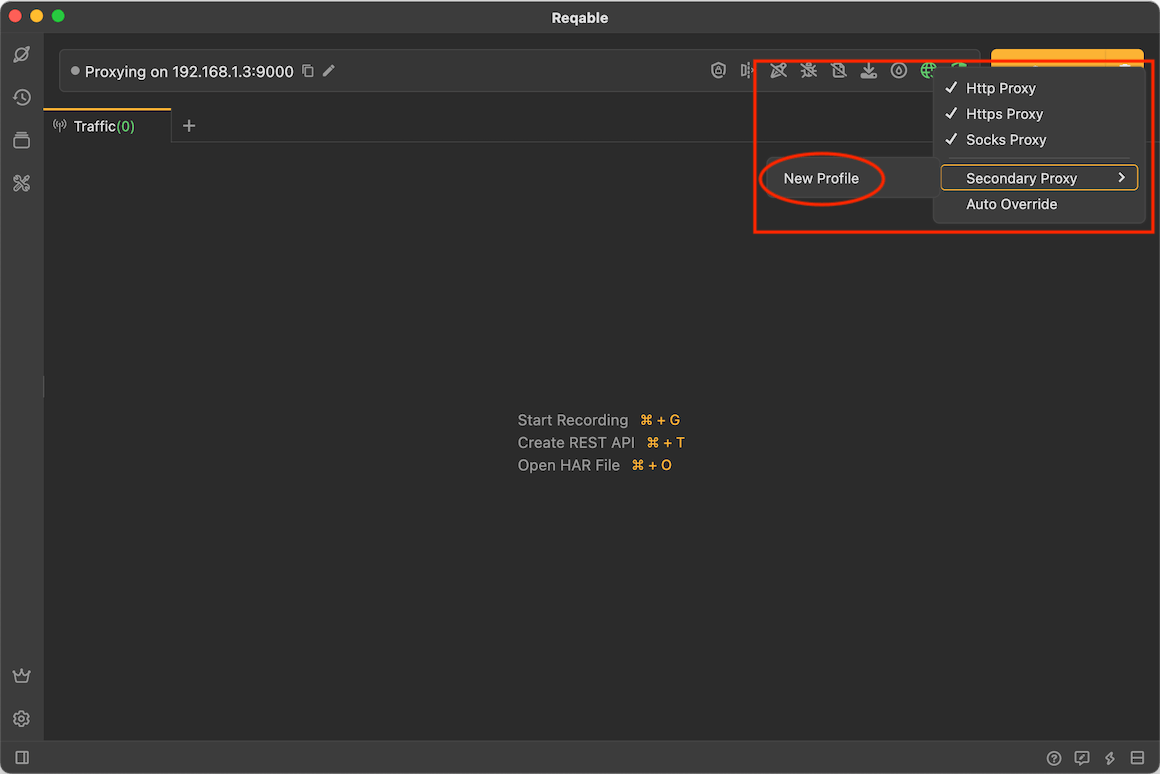 Reqable
Proxying on 192.168.1.3:9000
Traffic(0)
Http Proxy
Https Proxy
Socks Proxy
New Profile
Secondary Proxy
Auto Override
Start Recording ⌘ + G
Create REST API ⌘ + T
Open HAR File ⌘ + O